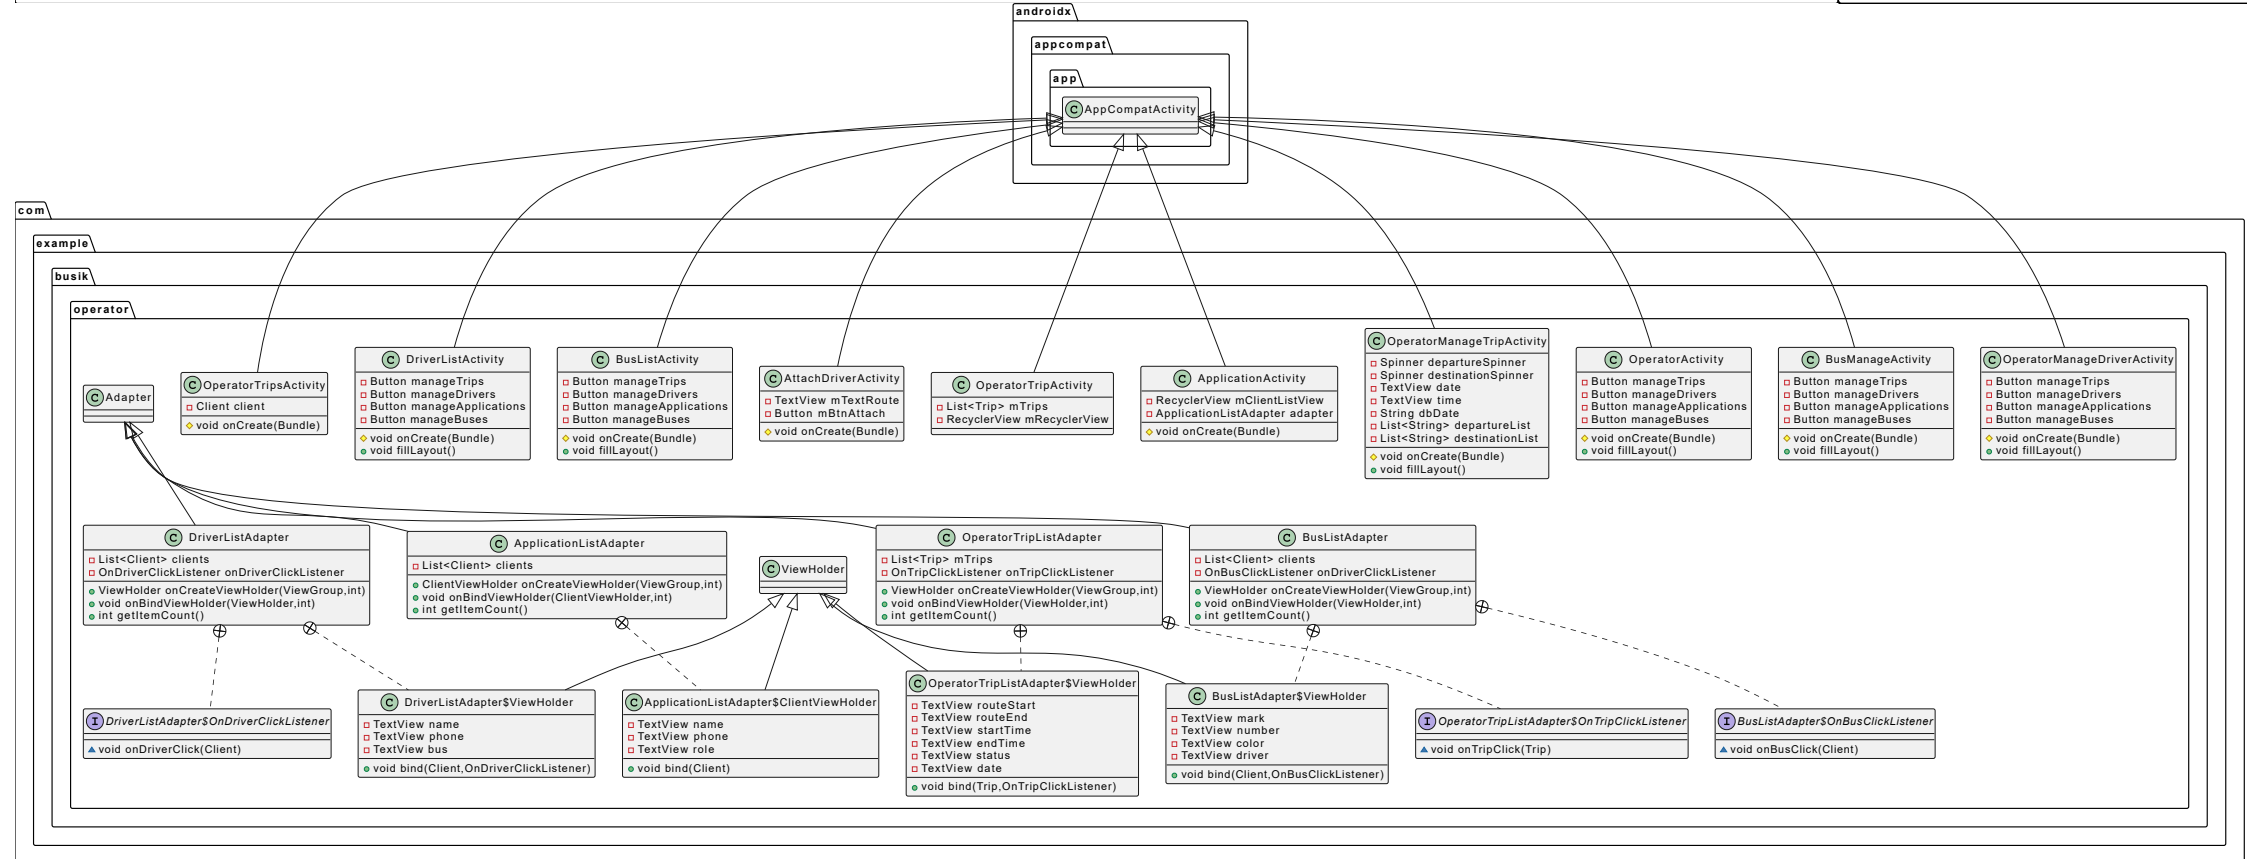 androidx
appcompat
app
C AppCompatActivity
com
example
busik
operator
C Adapter
C OperatorTripsActivity
Client client
void onCreate(Bundle)
C DriverListActivity
Button manageTrips
Button manageDrivers
Button manageApplications
Button manageBuses
void onCreate(Bundle)
void fillLayout()
C BusListActivity
Button manageTrips
Button manageDrivers
Button manageApplications
Button manageBuses
void onCreate(Bundle)
void fillLayout()
C AttachDriverActivity
TextView mTextRoute
Button mBtnAttach
void onCreate(Bundle)
C OperatorTripActivity
List<Trip> mTrips
RecyclerView mRecyclerView
C ApplicationActivity
RecyclerView mClientListView
ApplicationListAdapter adapter
void onCreate(Bundle)
C OperatorManageTripActivity
Spinner departureSpinner
Spinner destinationSpinner
TextView date
TextView time
String dbDate
List<String> departureList
List<String> destinationList
void onCreate(Bundle)
void fillLayout()
C OperatorActivity
Button manageTrips
Button manageDrivers
Button manageApplications
Button manageBuses
void onCreate(Bundle)
void fillLayout()
C BusManageActivity
Button manageTrips
Button manageDrivers
Button manageApplications
Button manageBuses
void onCreate(Bundle)
void fillLayout()
C OperatorManageDriverActivity
Button manageTrips
Button manageDrivers
Button manageApplications
Button manageBuses
void onCreate(Bundle)
void fillLayout()
C DriverListAdapter
List<Client> clients
OnDriverClickListener onDriverClickListener
ViewHolder onCreateViewHolder(ViewGroup,int)
void onBindViewHolder(ViewHolder,int)
int getItemCount()
C ApplicationListAdapter
List<Client> clients
ClientViewHolder onCreateViewHolder(ViewGroup,int)
void onBindViewHolder(ClientViewHolder,int)
int getItemCount()
C ViewHolder
C OperatorTripListAdapter
List<Trip> mTrips
OnTripClickListener onTripClickListener
ViewHolder onCreateViewHolder(ViewGroup,int)
void onBindViewHolder(ViewHolder,int)
int getItemCount()
C BusListAdapter
List<Client> clients
OnBusClickListener onDriverClickListener
ViewHolder onCreateViewHolder(ViewGroup,int)
void onBindViewHolder(ViewHolder,int)
int getItemCount()
I DriverListAdapter$OnDriverClickListener
void onDriverClick(Client)
C DriverListAdapter$ViewHolder
TextView name
TextView phone
TextView bus
void bind(Client,OnDriverClickListener)
C ApplicationListAdapter$ClientViewHolder
TextView name
TextView phone
TextView role
void bind(Client)
C OperatorTripListAdapter$ViewHolder
TextView routeStart
TextView routeEnd
TextView startTime
TextView endTime
TextView status
TextView date
void bind(Trip,OnTripClickListener)
C BusListAdapter$ViewHolder
TextView mark
TextView number
TextView color
TextView driver
void bind(Client,OnBusClickListener)
I OperatorTripListAdapter$OnTripClickListener
void onTripClick(Trip)
I BusListAdapter$OnBusClickListener
void onBusClick(Client)